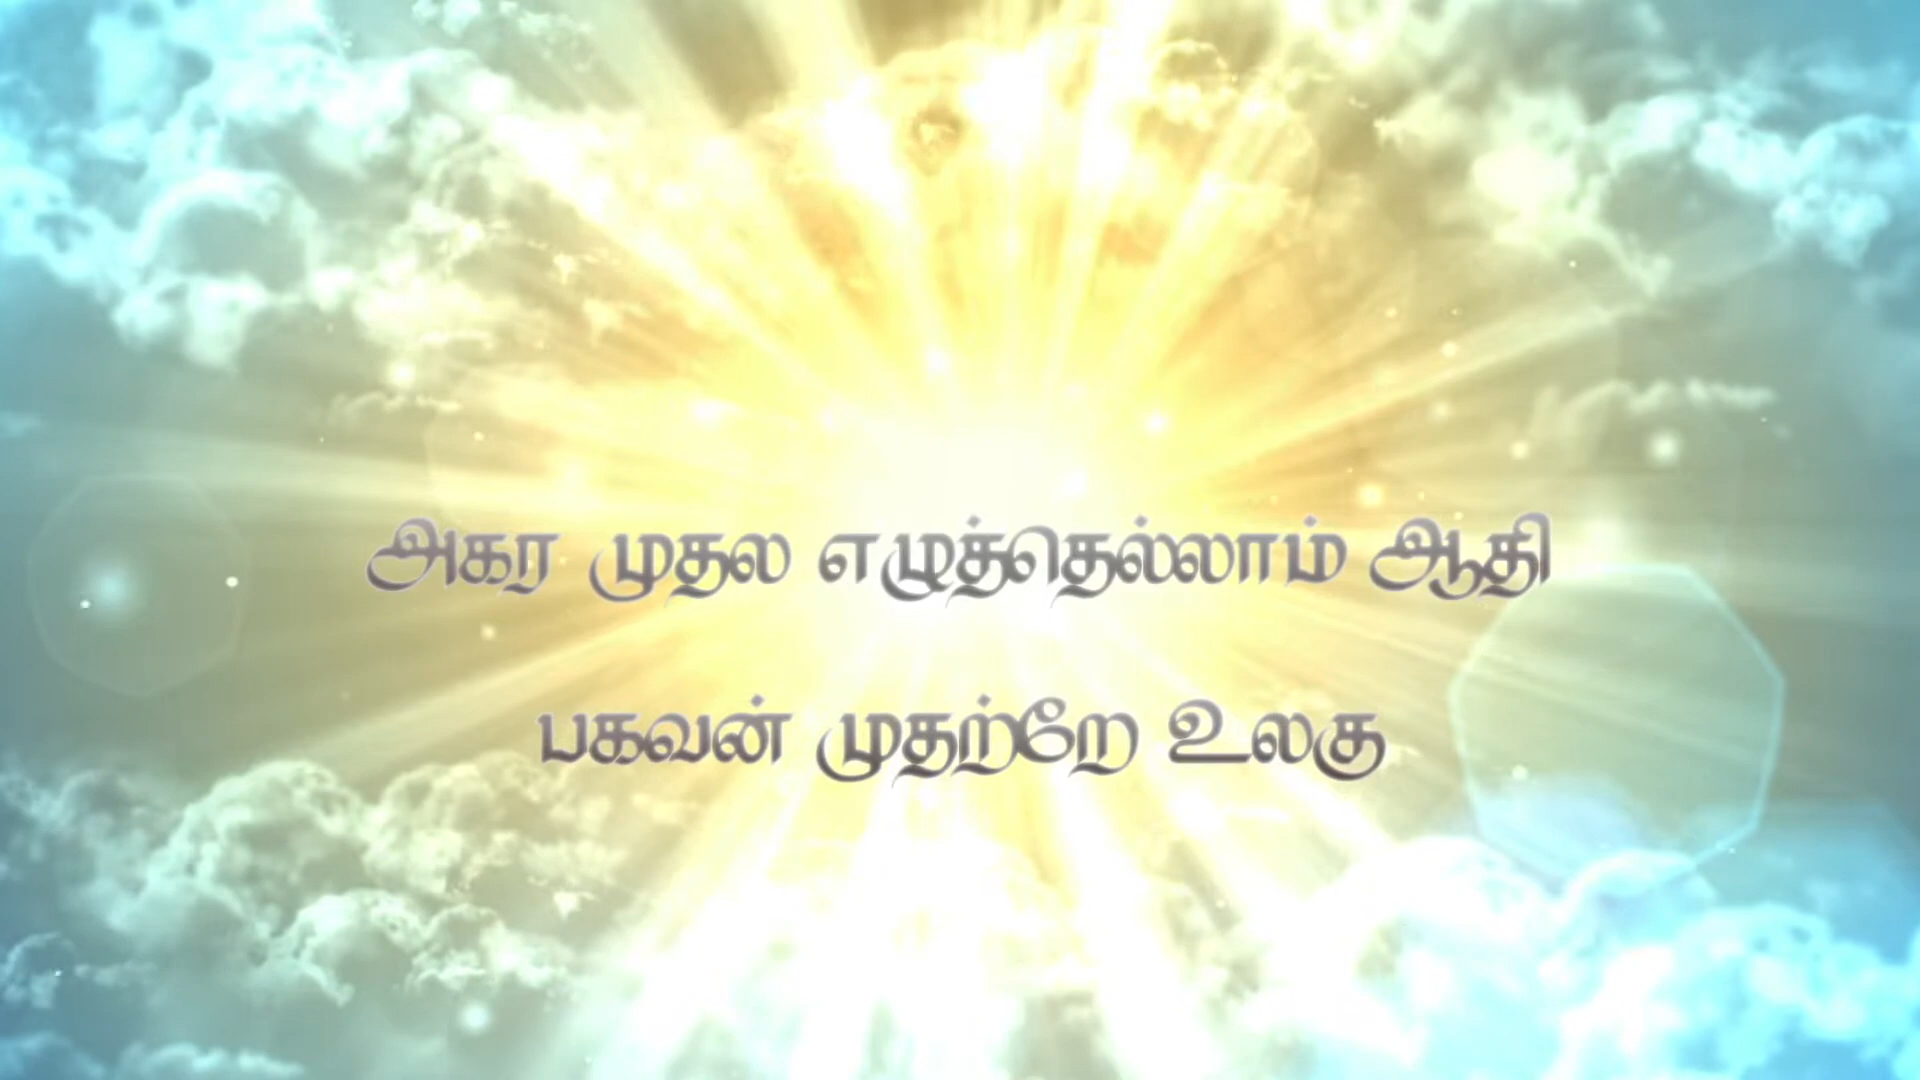 அகர முதல எழுத்தெல்லாம் ஆதி
பகவன் முதற்றே உலகு